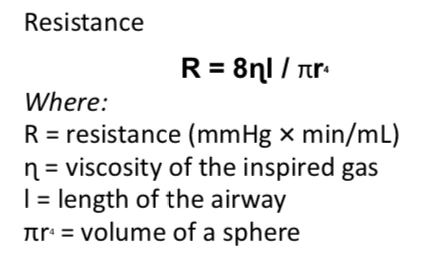 Resistance
R = 8ηl / πr⁴
Where:
R = resistance (mmHg × min/mL)
η = viscosity of the inspired gas
l = length of the airway
πr⁴ = volume of a sphere